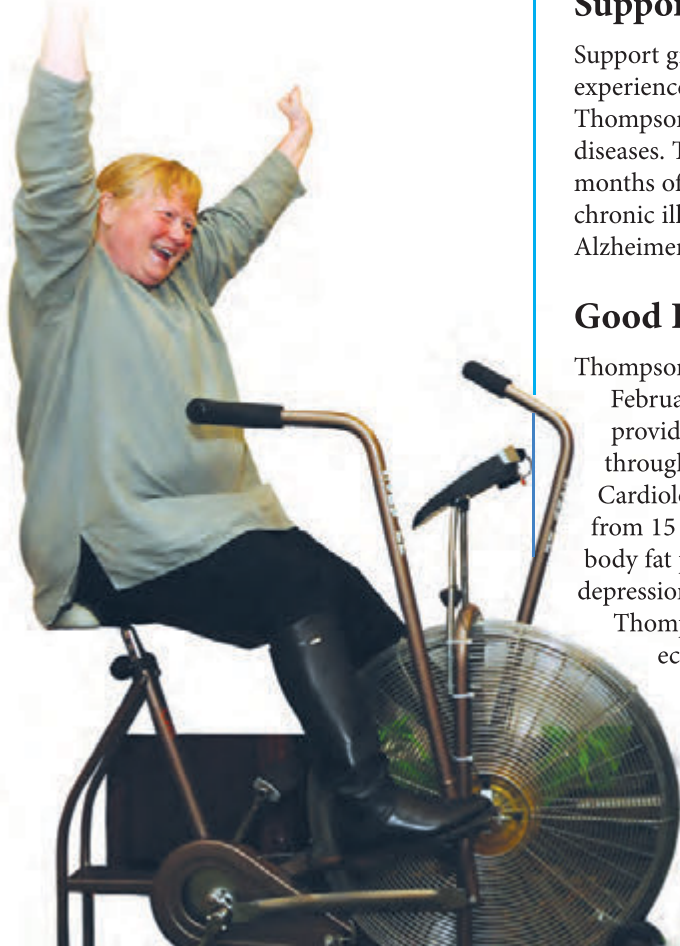 Suppor
Support g
experience
Thompson
diseases. T
months of
chronic ill
Alzheimer
Good
Thompson
Februa
provid
through
Cardiol
from 15
body fat
depression
Thomp
ec